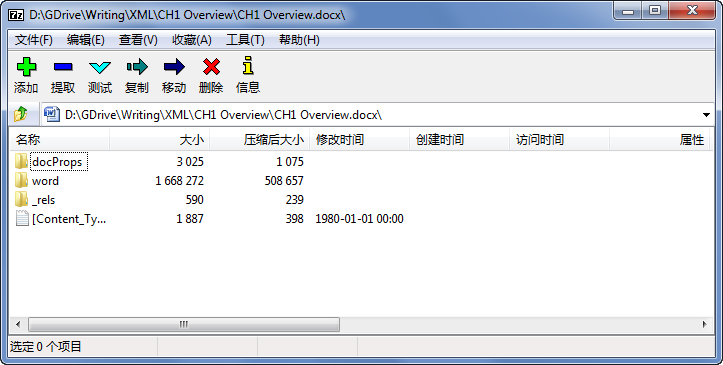 7z D:\GDrive\Writing\XML\CH1 Overview\CH1 Overview.docx\
文件(F) 编辑(E) 查看(V) 收藏(A) 工具(T) 帮助(H)
添加 提取 测试 复制 移动 删除 信息
D:\GDrive\Writing\XML\CH1 Overview\CH1 Overview.docx\
名称 大小 压缩后大小 修改时间 创建时间 访问时间 属性
docProps 3 025 1 075
word 1 668 272 508 657
_rels 590 239
[Content_Ty... 1 887 398 1980-01-01 00:00
选定 0 个项目